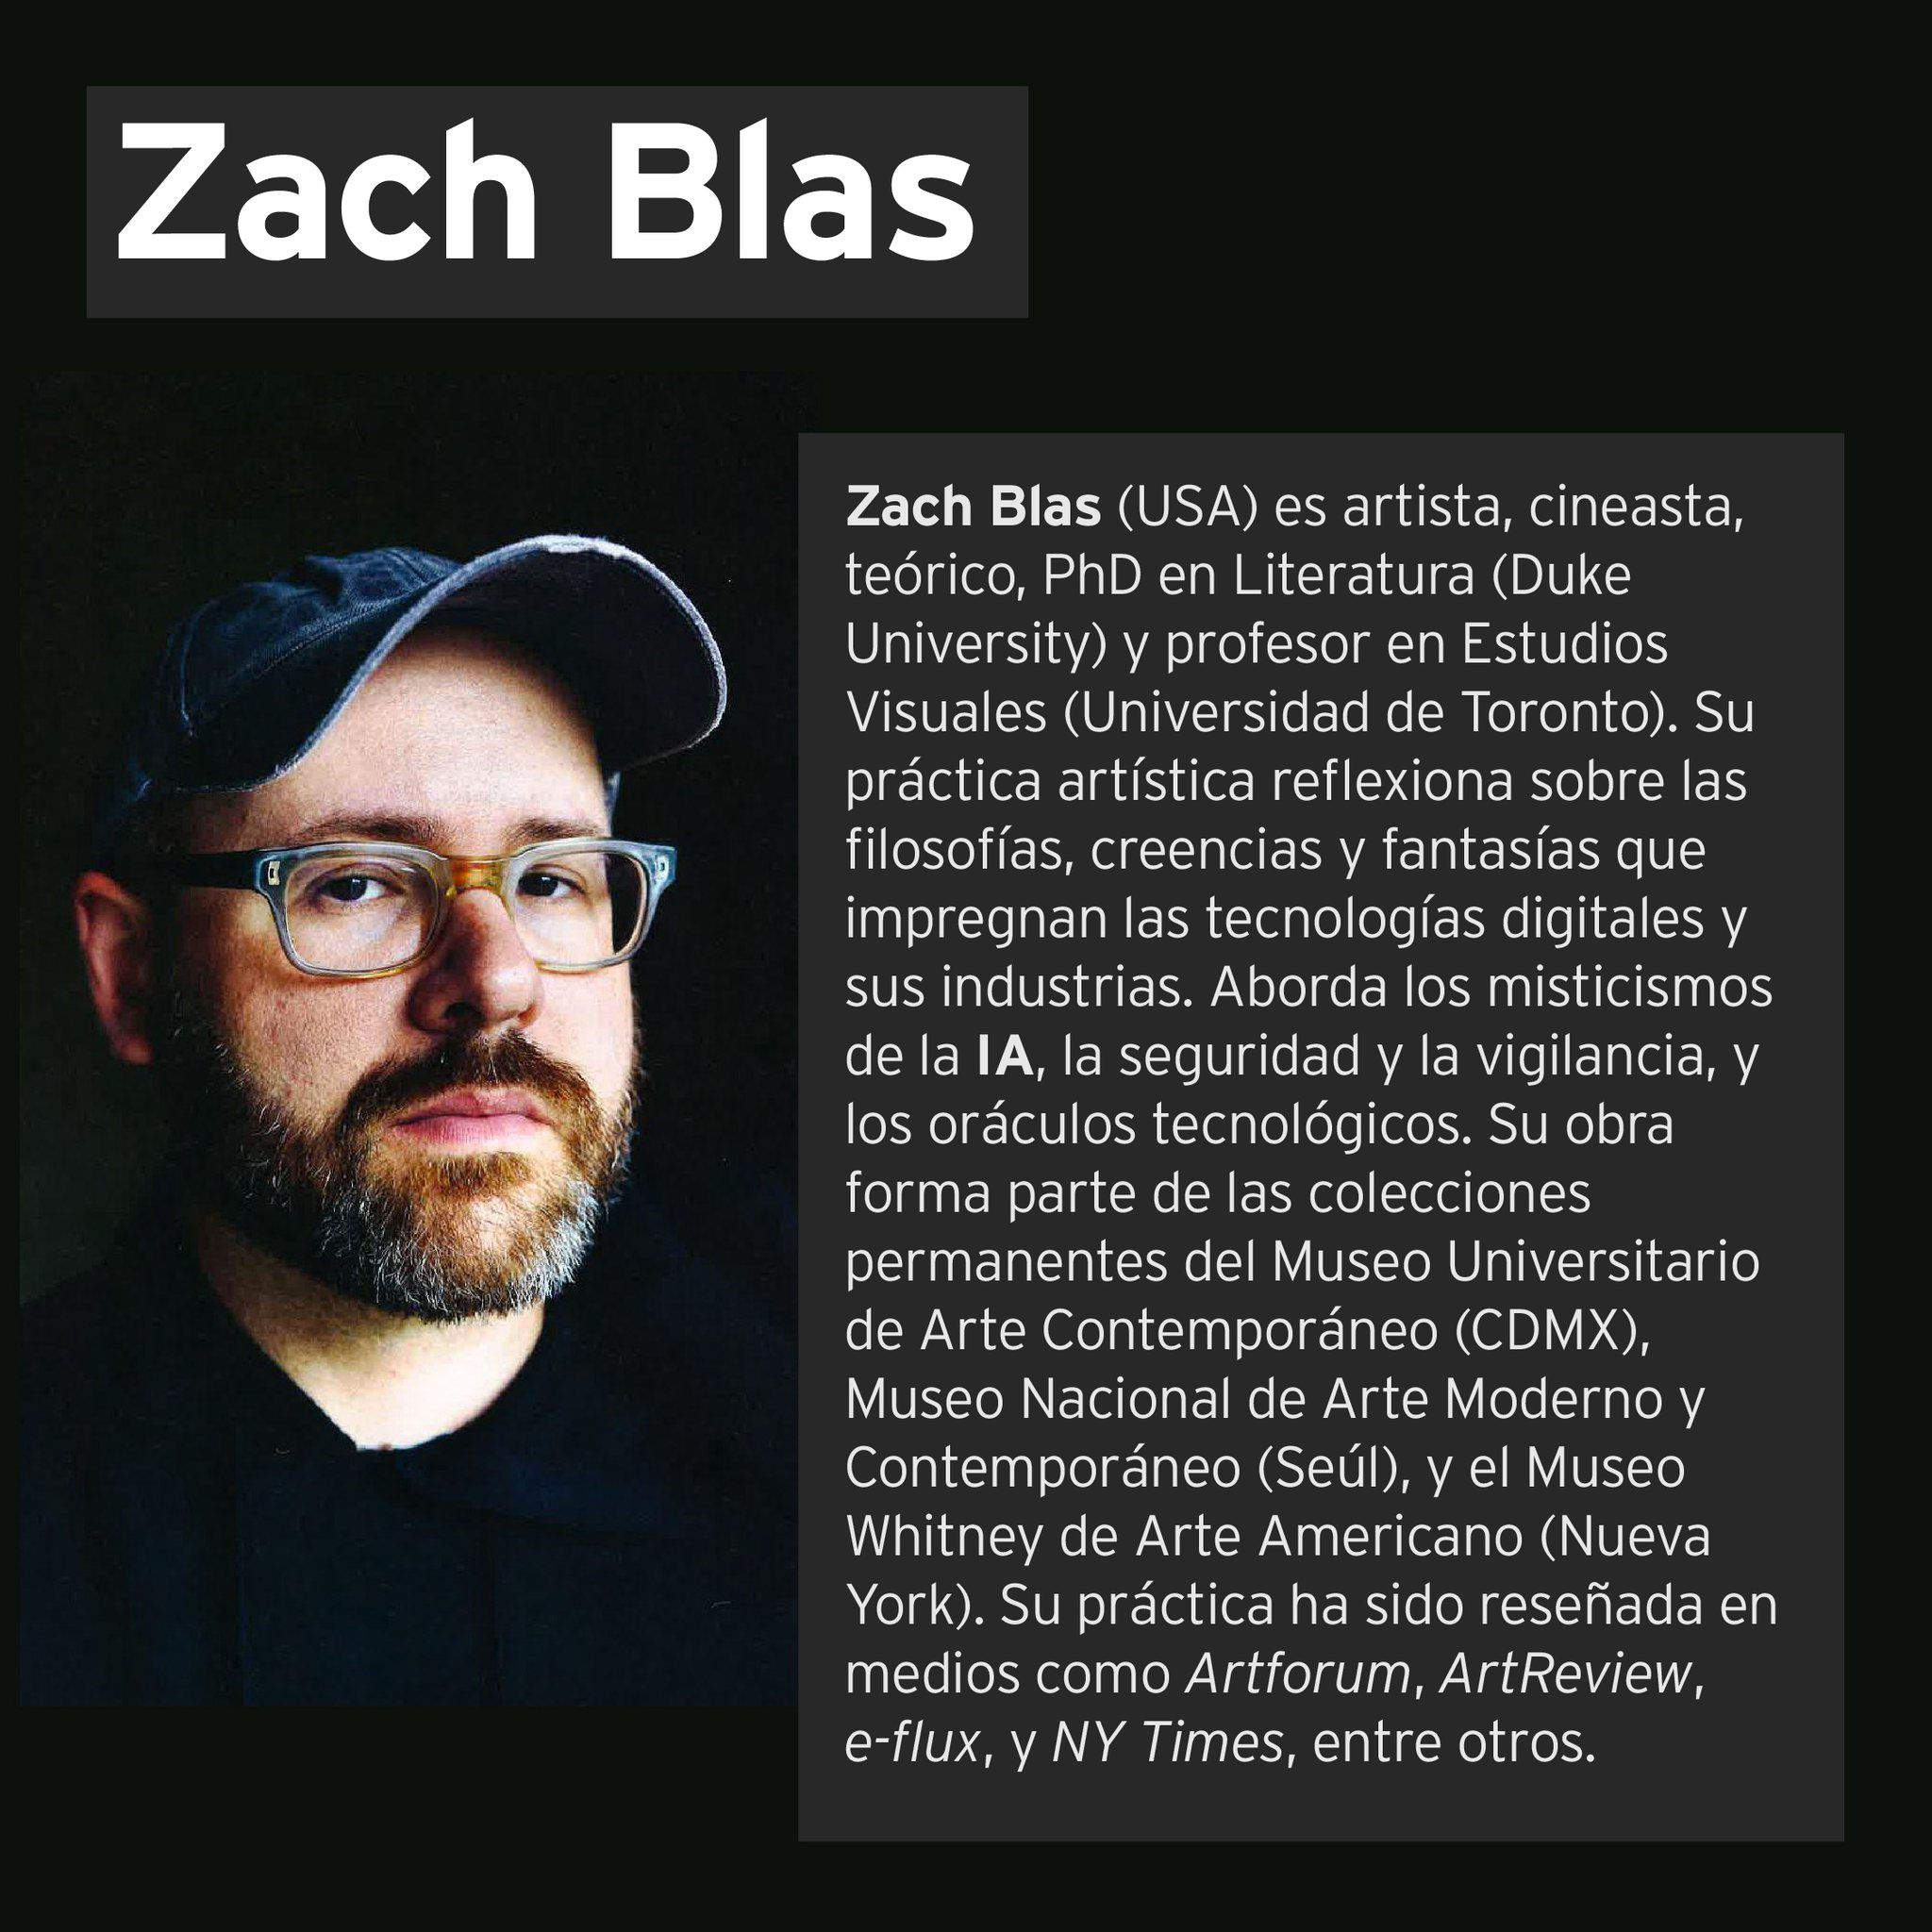 Zach Blas
Zach Blas (USA) es artista, cineasta,
teórico, PhD en Literatura (Duke
University) y profesor en Estudios
Visuales (Universidad de Toronto). Su
práctica artística reflexiona sobre las
filosofías, creencias y fantasías que
impregnan las tecnologías digitales y
sus industrias. Aborda los misticismos
de la IA, la seguridad y la vigilancia, y
los oráculos tecnológicos. Su obra
forma parte de las colecciones
permanentes del Museo Universitario
de Arte Contemporáneo (CDMX),
Museo Nacional de Arte Moderno y
Contemporáneo (Seúl), y el Museo
Whitney de Arte Americano (Nueva
York). Su práctica ha sido reseñada en
medios como Artforum, ArtReview,
e-flux, y NY Times, entre otros.